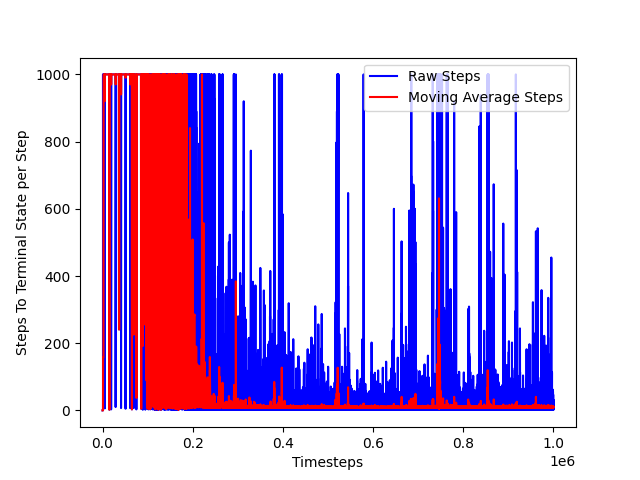 Raw Steps
Moving Average Steps
Steps To Terminal State per Step
1000
800
600
400
200
0
0.0 0.2 0.4 0.6 0.8 1.0
1e6
Timesteps